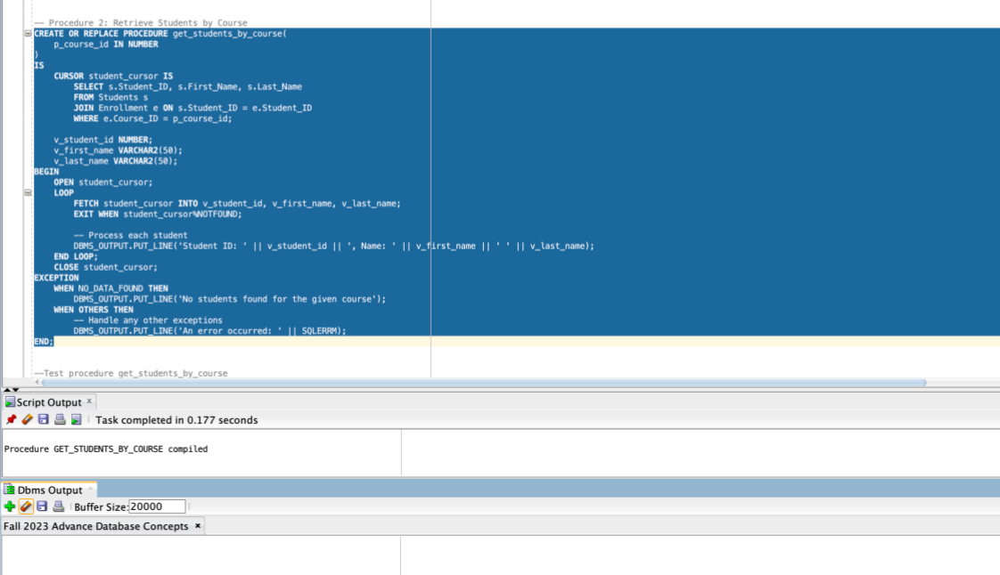 -- Procedure 2: Retrieve Students by Course
CREATE OR REPLACE PROCEDURE get_students_by_course(
    p_course_id IN NUMBER
)
IS
    CURSOR student_cursor IS
        SELECT s.Student_ID, s.First_Name, s.Last_Name
        FROM Students s
        JOIN Enrollment e ON s.Student_ID = e.Student_ID
        WHERE e.Course_ID = p_course_id;
    v_student_id NUMBER;
    v_first_name VARCHAR2(50);
    v_last_name VARCHAR2(50);
BEGIN
    OPEN student_cursor;
    LOOP
        FETCH student_cursor INTO v_student_id, v_first_name, v_last_name;
        EXIT WHEN student_cursor%NOTFOUND;
        -- Process each student
        DBMS_OUTPUT.PUT_LINE('Student ID: ' || v_student_id || ', Name: ' || v_first_name || ' ' || v_last_name);
    END LOOP;
    CLOSE student_cursor;
EXCEPTION
    WHEN NO_DATA_FOUND THEN
        DBMS_OUTPUT.PUT_LINE('No students found for the given course');
    WHEN OTHERS THEN
        -- Handle any other exceptions
        DBMS_OUTPUT.PUT_LINE('An error occurred: ' || SQLERRM);
END;
--Test procedure get_students_by_course
Script Output
Task completed in 0.177 seconds
Procedure GET_STUDENTS_BY_COURSE compiled
Dbms Output
Buffer Size:20000
Fall 2023 Advance Database Concepts